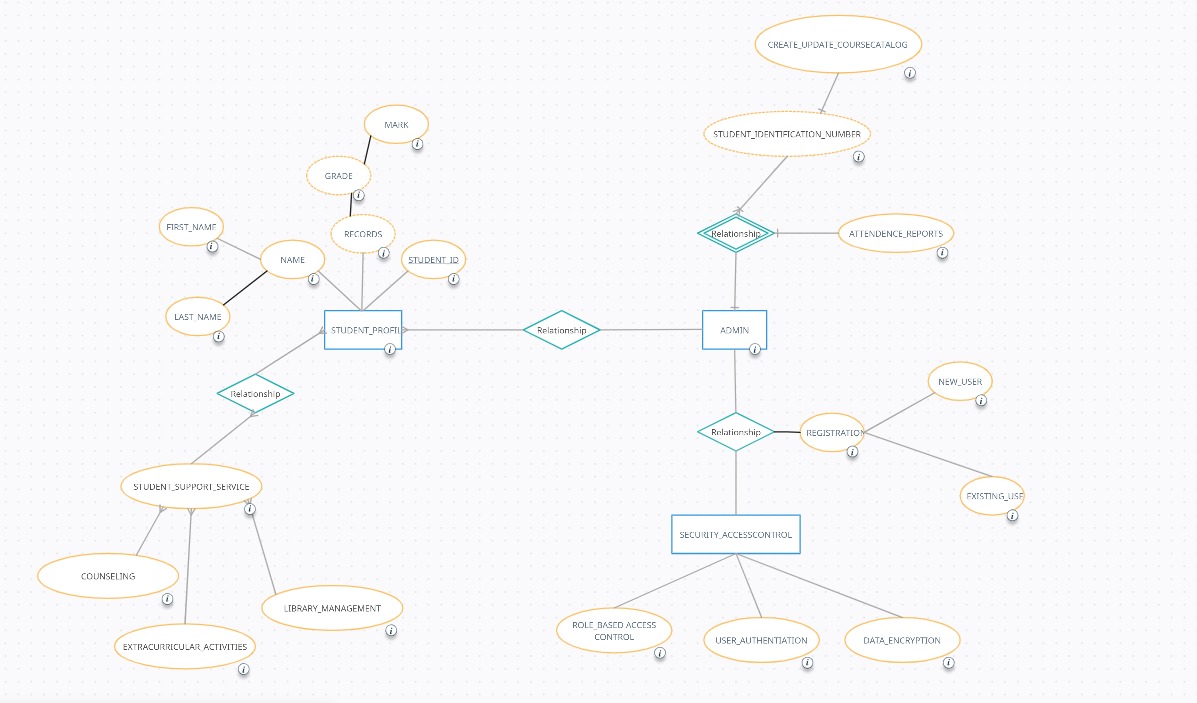 CREATE_UPDATE_COURSECATALOG
MARK
STUDENT_IDENTIFICATION_NUMBER
GRADE
FIRST_NAME
RECORDS
Relationship
ATTENDENCE_REPORTS
NAME
STUDENT_ID
LAST_NAME
STUDENT_PROFIL
Relationship
ADMIN
NEW_USER
Relationship
Relationship
REGISTRATION
STUDENT_SUPPORT_SERVICE
EXISTING_USE
SECURITY_ACCESSCONTROL
COUNSELING
LIBRARY_MANAGEMENT
ROLE_BASED ACCESS
CONTROL
USER_AUTHENTIATION
DATA_ENCRYPTION
EXTRACURRICULAR_ACTIVITIES